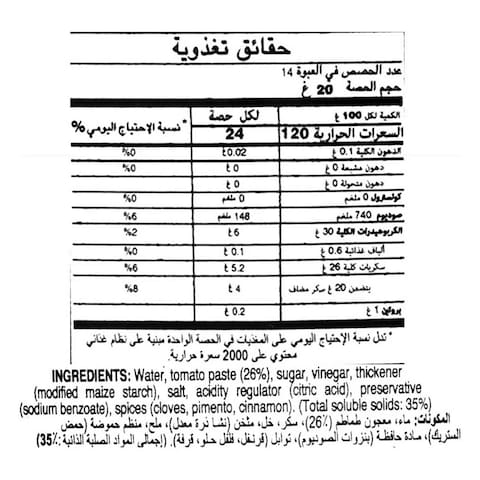 حقائق تغذوية
عدد الحصص في العبوة 14
حجم الحصة 20 غ
الكمية لكل 100 غ لكل حصة * نسبة الإحتياج اليومي %
السعرات الحرارية 120 24
الدهون الكلية 0.1 غ 0.02 غ 0%
دهون مشبعة 0 غ 0 غ 0%
دهون متحولة 0 غ 0 غ
كولسترول 0 ملغم 0 ملغم 0%
صوديوم 740 ملغم 148 ملغم 6%
الكربوهيدرات الكلية 30 غ 6 غ 2%
ألياف غذائية 0.6 غ 0.1 غ 0%
سكريات كلية 26 غ 5.2 غ 6%
يتضمن 20 غ سكر مضاف 4 غ 8%
بروتين 1 غ 0.2 غ
* تدل نسبة الإحتياج اليومي على المغذيات في الحصة الواحدة مبنية على نظام غذائي
محتوي على 2000 سعرة حرارية.
INGREDIENTS: Water, tomato paste (26%), sugar, vinegar, thickener
(modified maize starch), salt, acidity regulator (citric acid), preservative
(sodium benzoate), spices (cloves, pimento, cinnamon). (Total soluble solids: 35%)
المكونات: ماء، معجون طماطم (26٪)، سكر، خل، مثخن (نشا ذرة معدل)، ملح، منظم حموضة (حمض
الستريك)، مادة حافظة (بنزوات الصوديوم)، توابل (قرنفل، فلفل حلو، قرفة). (إجمالي المواد الصلبة الذائبة: 35٪)